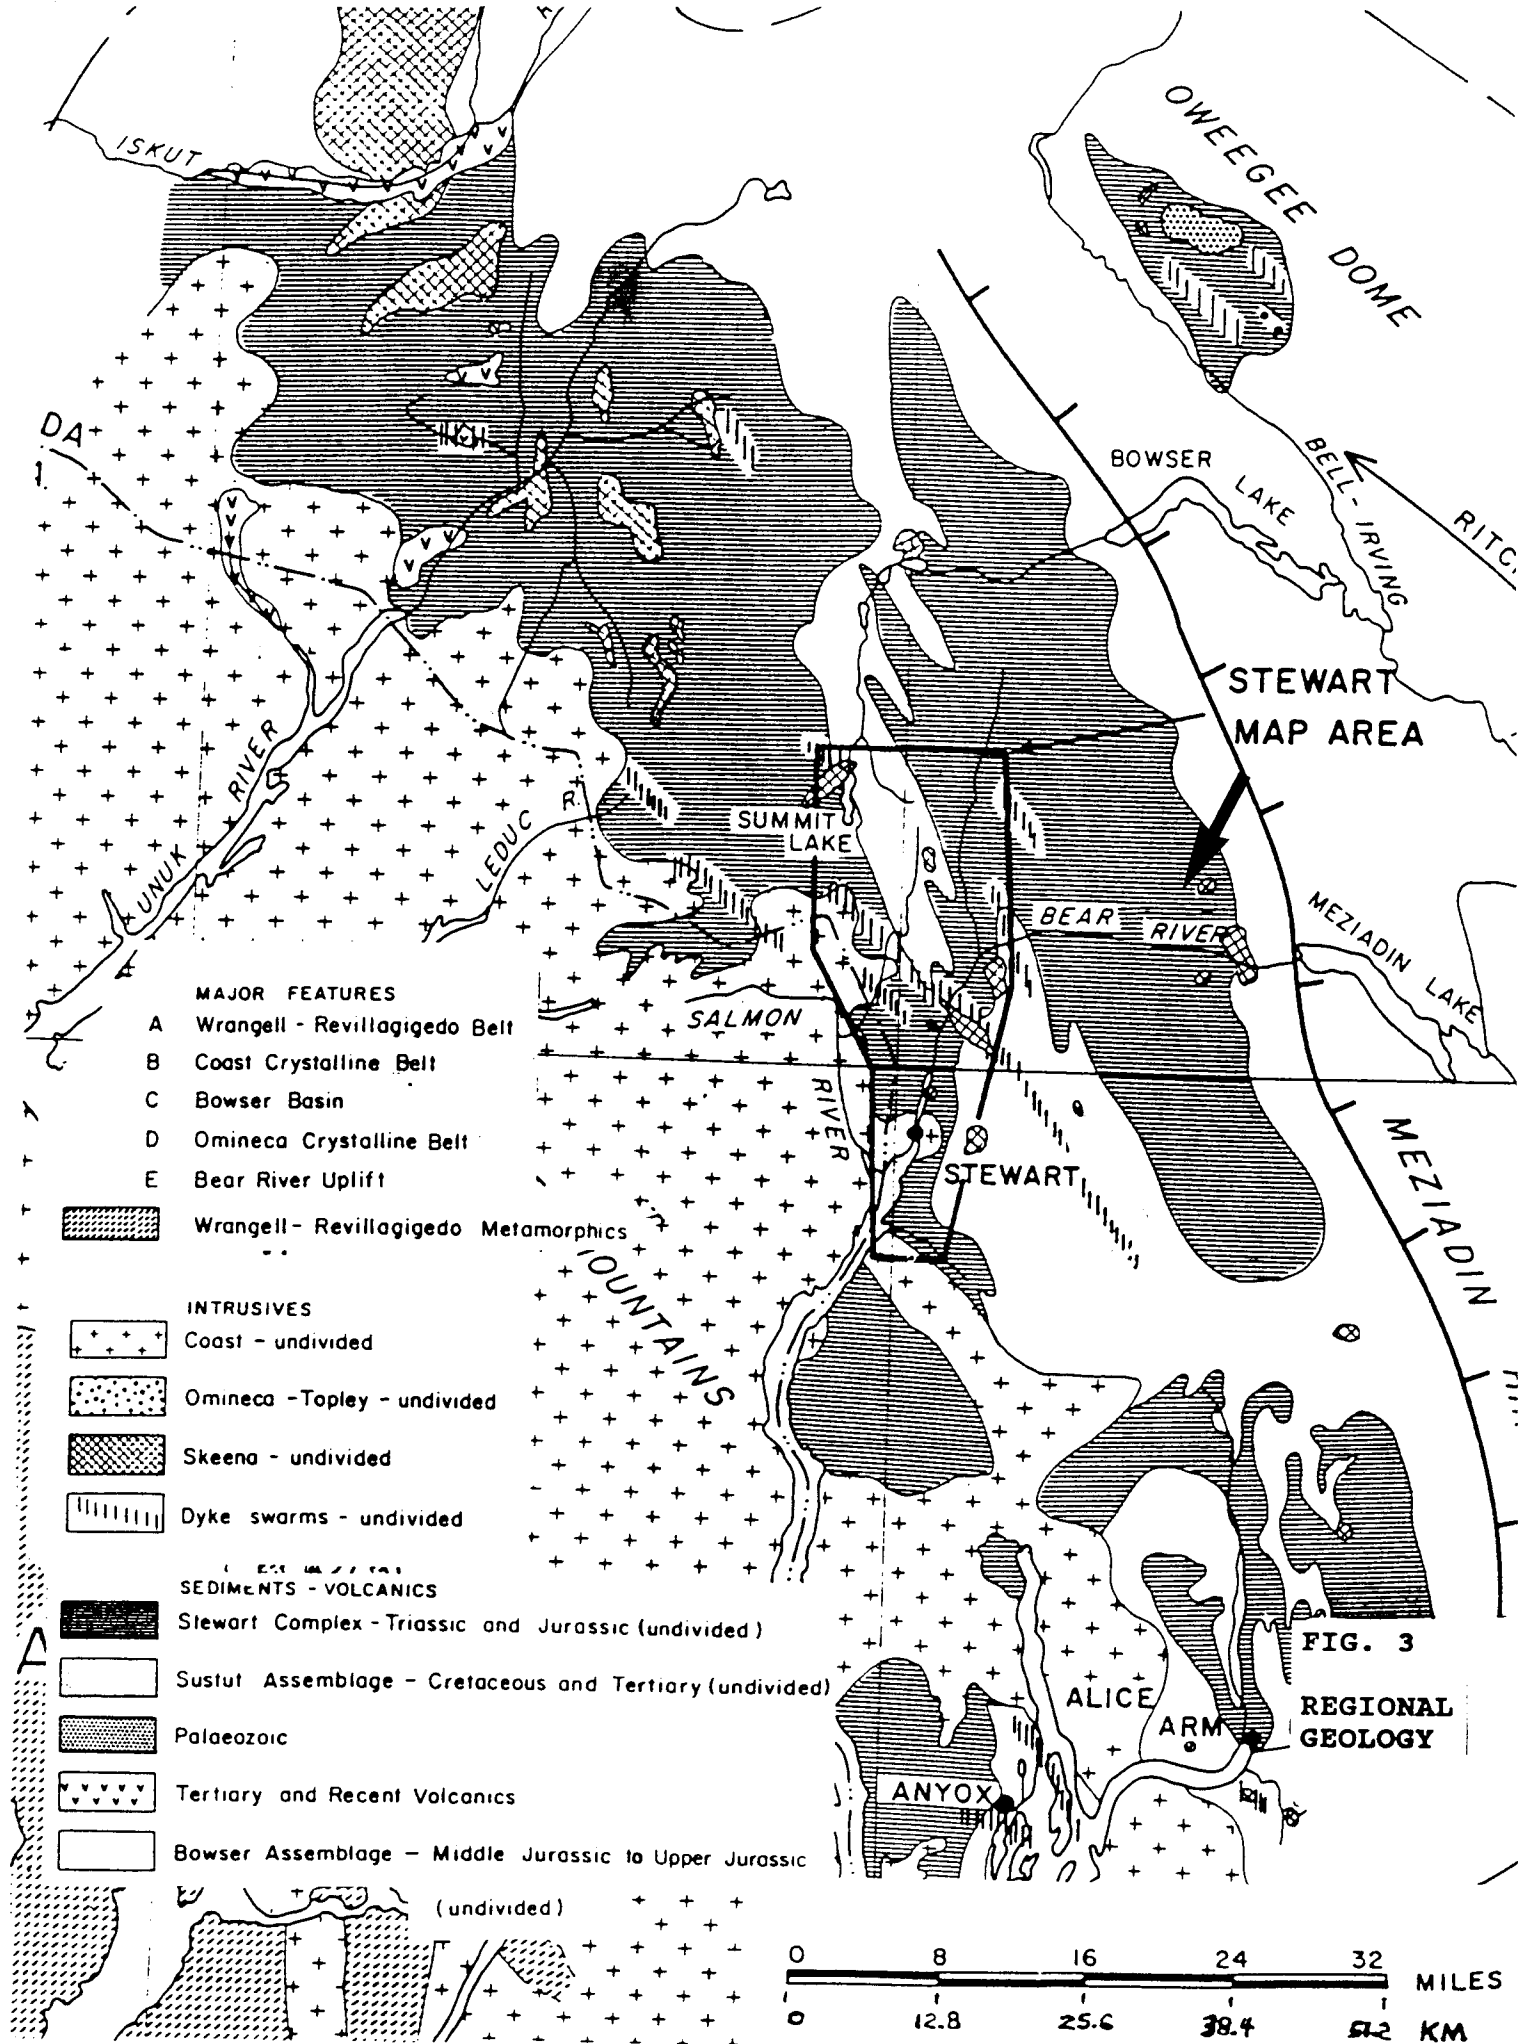 ISKUT
OWEEGEE DOME
DA
BOWSER
LAKE
BELL-IRVING
STEWART
MAP AREA
UNUK RIVER
LEDUC R.
SUMMIT
LAKE
BEAR RIVER
MEZIADIN LAKE
SALMON
RIVER
STEWART
MEZIADIN
MAJOR FEATURES
A Wrangell - Revillagigedo Belt
B Coast Crystalline Belt
C Bowser Basin
D Omineca Crystalline Belt
E Bear River Uplift
Wrangell - Revillagigedo Metamorphics
OUNTAINS
INTRUSIVES
Coast - undivided
Omineca - Topley - undivided
Skeena - undivided
Dyke swarms - undivided
SEDIMENTS - VOLCANICS
Stewart Complex - Triassic and Jurassic (undivided)
Sustut Assemblage - Cretaceous and Tertiary (undivided)
Palaeozoic
Tertiary and Recent Volcanics
Bowser Assemblage - Middle Jurassic to Upper Jurassic
(undivided)
A
ALICE
ARM
ANYOX
FIG. 3
REGIONAL
GEOLOGY
0 8 16 24 32 MILES
0 12.8 25.6 38.4 51.2 KM